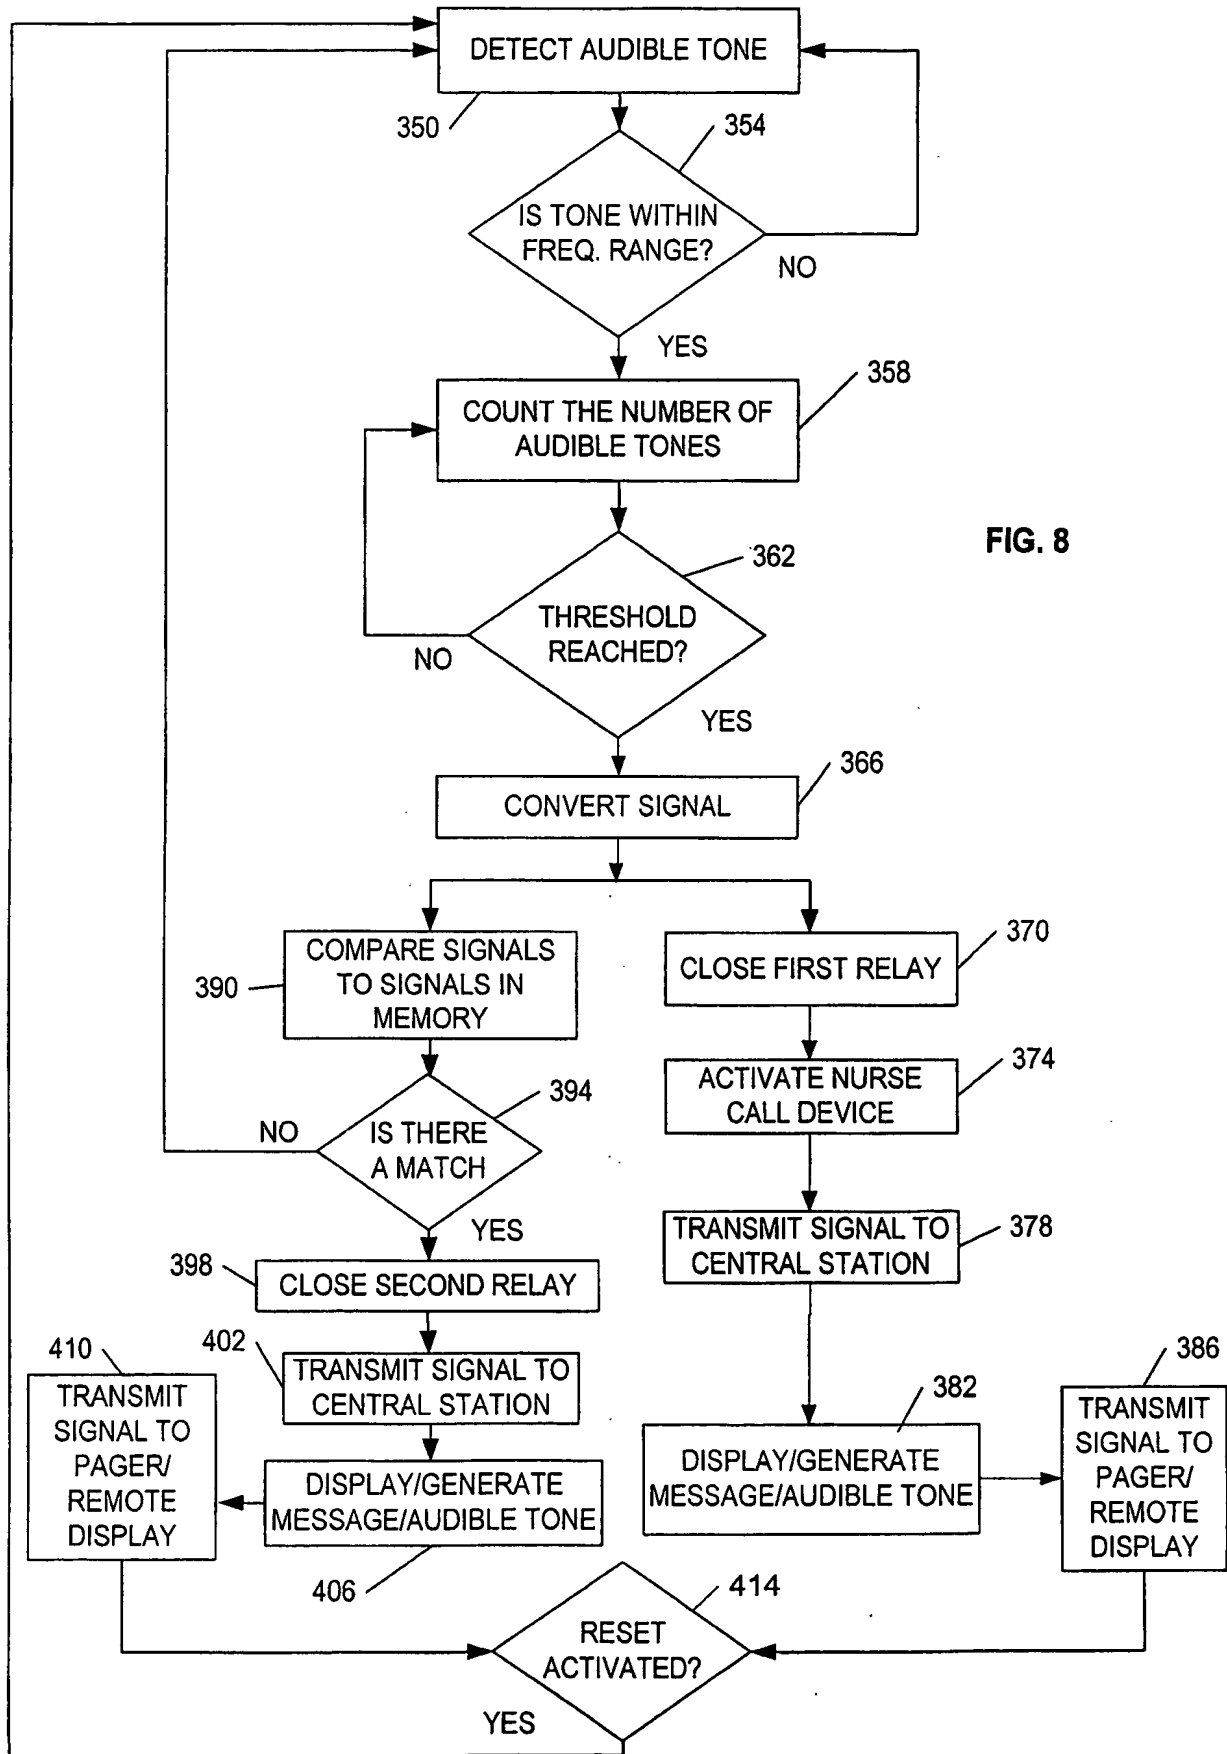 DETECT AUDIBLE TONE
350
354
IS TONE WITHIN
FREQ. RANGE?
NO
YES
358
COUNT THE NUMBER OF
AUDIBLE TONES
FIG. 8
362
THRESHOLD
REACHED?
NO
YES
366
CONVERT SIGNAL
390
COMPARE SIGNALS
TO SIGNALS IN
MEMORY
370
CLOSE FIRST RELAY
374
ACTIVATE NURSE
CALL DEVICE
394
NO
IS THERE
A MATCH
YES
378
TRANSMIT SIGNAL TO
CENTRAL STATION
398
CLOSE SECOND RELAY
402
TRANSMIT SIGNAL TO
CENTRAL STATION
410
TRANSMIT
SIGNAL TO
PAGER/
REMOTE
DISPLAY
DISPLAY/GENERATE
MESSAGE/AUDIBLE TONE
406
382
DISPLAY/GENERATE
MESSAGE/AUDIBLE TONE
386
TRANSMIT
SIGNAL TO
PAGER/
REMOTE
DISPLAY
414
RESET
ACTIVATED?
YES